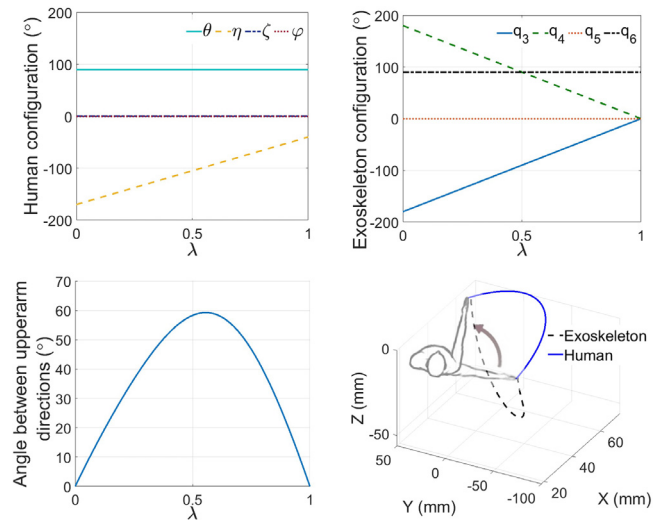 200
100
0
-100
-200
Human configuration (°)
θ η ζ φ
0 0.5 1
λ
200
100
0
-100
-200
Exoskeleton configuration (°)
q3 q4 q5 q6
0 0.5 1
λ
70
60
50
40
30
20
10
0
Angle between upperarm
directions (°)
0 0.5 1
λ
Exoskeleton
Human
0
-50
Z (mm)
50
0
-50
-100
Y (mm)
20
40
60
X (mm)